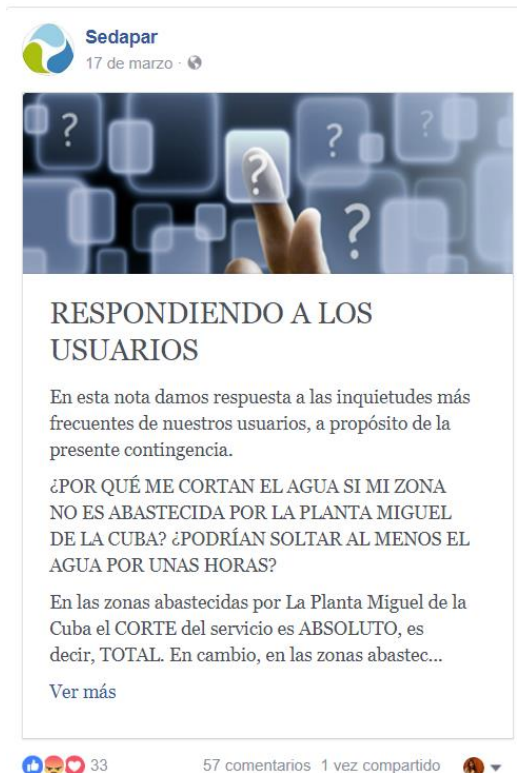 Sedapar
17 de marzo
? ? ? ? ?
RESPONDIENDO A LOS
USUARIOS
En esta nota damos respuesta a las inquietudes más
frecuentes de nuestros usuarios, a propósito de la
presente contingencia.
¿POR QUÉ ME CORTAN EL AGUA SI MI ZONA
NO ES ABASTECIDA POR LA PLANTA MIGUEL
DE LA CUBA? ¿PODRÍAN SOLTAR AL MENOS EL
AGUA POR UNAS HORAS?
En las zonas abastecidas por La Planta Miguel de la
Cuba el CORTE del servicio es ABSOLUTO, es
decir, TOTAL. En cambio, en las zonas abastec...
Ver más
33 57 comentarios 1 vez compartido